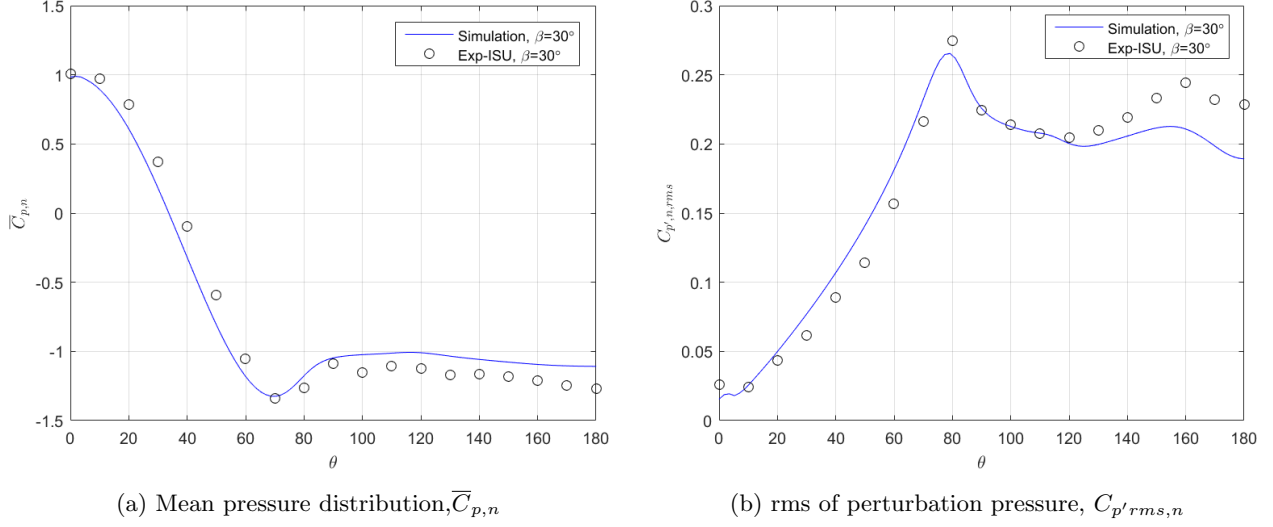 1.5
1
0.5
0
-0.5
-1
-1.5
0 20 40 60 80 100 120 140 160 180
θ
C̅p,n
Simulation, β=30°
Exp-ISU, β=30°
(a) Mean pressure distribution,C̅p,n
0.3
0.25
0.2
0.15
0.1
0.05
0
0 20 40 60 80 100 120 140 160 180
θ
Cp′,n,rms
Simulation, β=30°
Exp-ISU, β=30°
(b) rms of perturbation pressure, Cp′rms,n